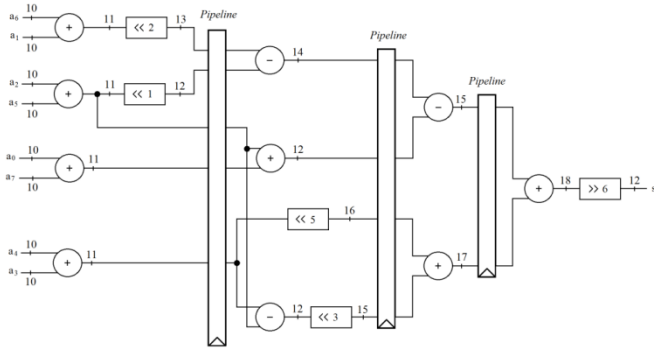 Pipeline
a6 10 + 11 << 2 13
a1 10
− 14
Pipeline
a2 10 + 11 << 1 12
a5 10
Pipeline
− 15
a0 10 + 11
a7 10
+ 12
+ 18 >> 6 12 s
<< 5 16
a4 10 + 11
a3 10
+ 17
− 12 << 3 15